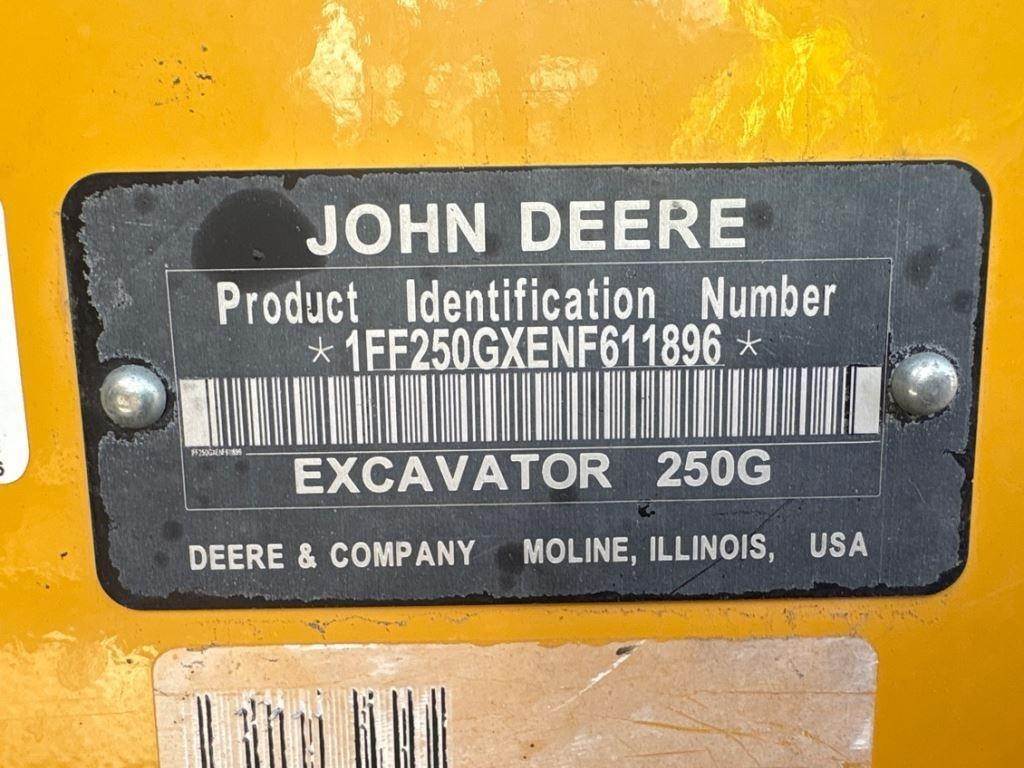 JOHN DEERE
Product Identification Number
* 1FF250GXENF611896 *
EXCAVATOR 250G
DEERE & COMPANY MOLINE, ILLINOIS, USA